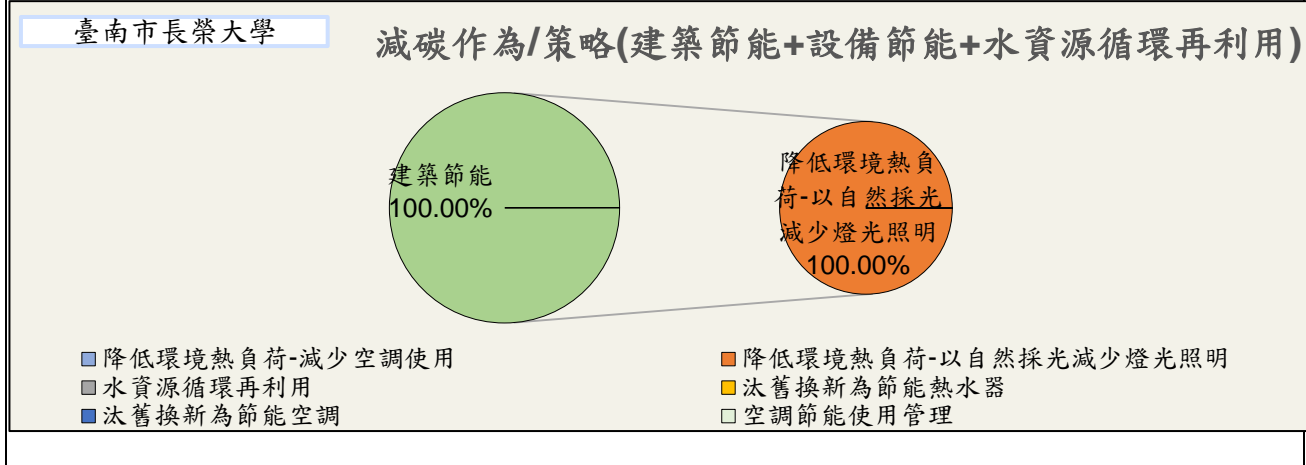 臺南市長榮大學
減碳作為/策略(建築節能+設備節能+水資源循環再利用)
建築節能
100.00%
降低環境熱負
荷-以自然採光
減少燈光照明
100.00%
降低環境熱負荷-減少空調使用
降低環境熱負荷-以自然採光減少燈光照明
水資源循環再利用
汰舊換新為節能熱水器
汰舊換新為節能空調
空調節能使用管理